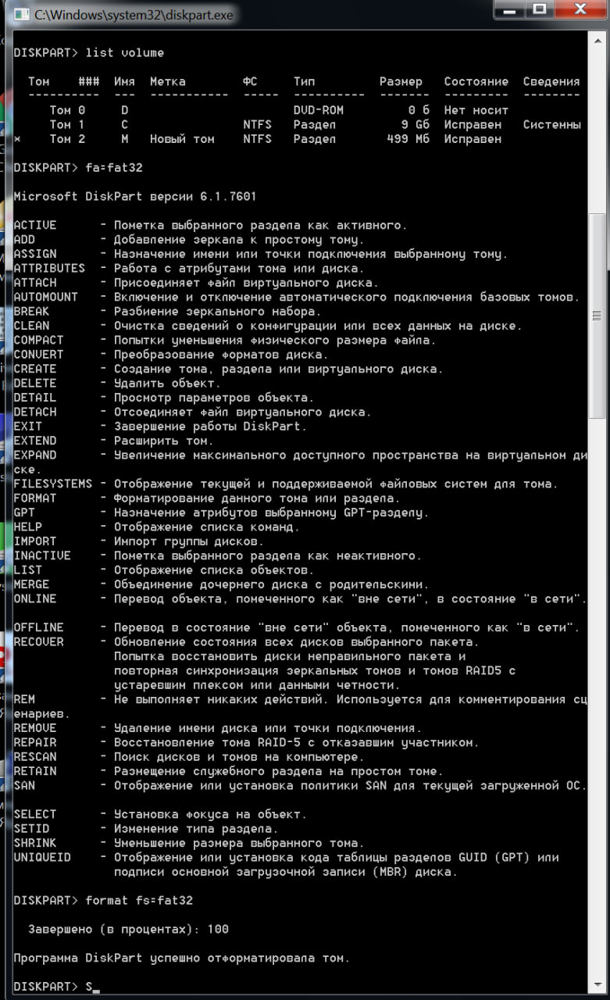 C:\Windows\system32\diskpart.exe
DISKPART> list volume
Том ### Имя Метка ФС Тип Размер Состояние Сведения
---------- --- ----------- ----- ---------- ------- --------- --------
Том 0 D DVD-ROM 0 б Нет носит
Том 1 C NTFS Раздел 9 Gб Исправен Системны
* Том 2 M Новый том NTFS Раздел 499 Mб Исправен
DISKPART> fa=fat32
Microsoft DiskPart версии 6.1.7601
ACTIVE - Пометка выбранного раздела как активного.
ADD - Добавление зеркала к простому тому.
ASSIGN - Назначение имени или точки подключения выбранному тому.
ATTRIBUTES - Работа с атрибутами тома или диска.
ATTACH - Присоединяет файл виртуального диска.
AUTOMOUNT - Включение и отключение автоматического подключения базовых томов.
BREAK - Разбиение зеркального набора.
CLEAN - Очистка сведений о конфигурации или всех данных на диске.
COMPACT - Попытки уменьшения физического размера файла.
CONVERT - Преобразование форматов диска.
CREATE - Создание тома, раздела или виртуального диска.
DELETE - Удалить объект.
DETAIL - Просмотр параметров объекта.
DETACH - Отсоединяет файл виртуального диска.
EXIT - Завершение работы DiskPart.
EXTEND - Расширить том.
EXPAND - Увеличение максимального доступного пространства на виртуальном ди
ске.
FILESYSTEMS - Отображение текущей и поддерживаемой файловых систем для тома.
FORMAT - Форматирование данного тома или раздела.
GPT - Назначение атрибутов выбранному GPT-разделу.
HELP - Отображение списка команд.
IMPORT - Импорт группы дисков.
INACTIVE - Пометка выбранного раздела как неактивного.
LIST - Отображение списка объектов.
MERGE - Объединение дочернего диска с родительскими.
ONLINE - Перевод объекта, помеченного как "вне сети", в состояние "в сети".
OFFLINE - Перевод в состояние "вне сети" объекта, помеченного как "в сети".
RECOVER - Обновление состояния всех дисков выбранного пакета.
Попытка восстановить диски неправильного пакета и
повторная синхронизация зеркальных томов и томов RAID5 с
устаревшим плексом или данными четности.
REM - Не выполняет никаких действий. Используется для комментирования сц
енариев.
REMOVE - Удаление имени диска или точки подключения.
REPAIR - Восстановление тома RAID-5 с отказавшим участником.
RESCAN - Поиск дисков и томов на компьютере.
RETAIN - Размещение служебного раздела на простом томе.
SAN - Отображение или установка политики SAN для текущей загруженной ОС.
SELECT - Установка фокуса на объект.
SETID - Изменение типа раздела.
SHRINK - Уменьшение размера выбранного тома.
UNIQUEID - Отображение или установка кода таблицы разделов GUID (GPT) или
подписи основной загрузочной записи (MBR) диска.
DISKPART> format fs=fat32
Завершено (в процентах): 100
Программа DiskPart успешно отформатировала том.
DISKPART> S_